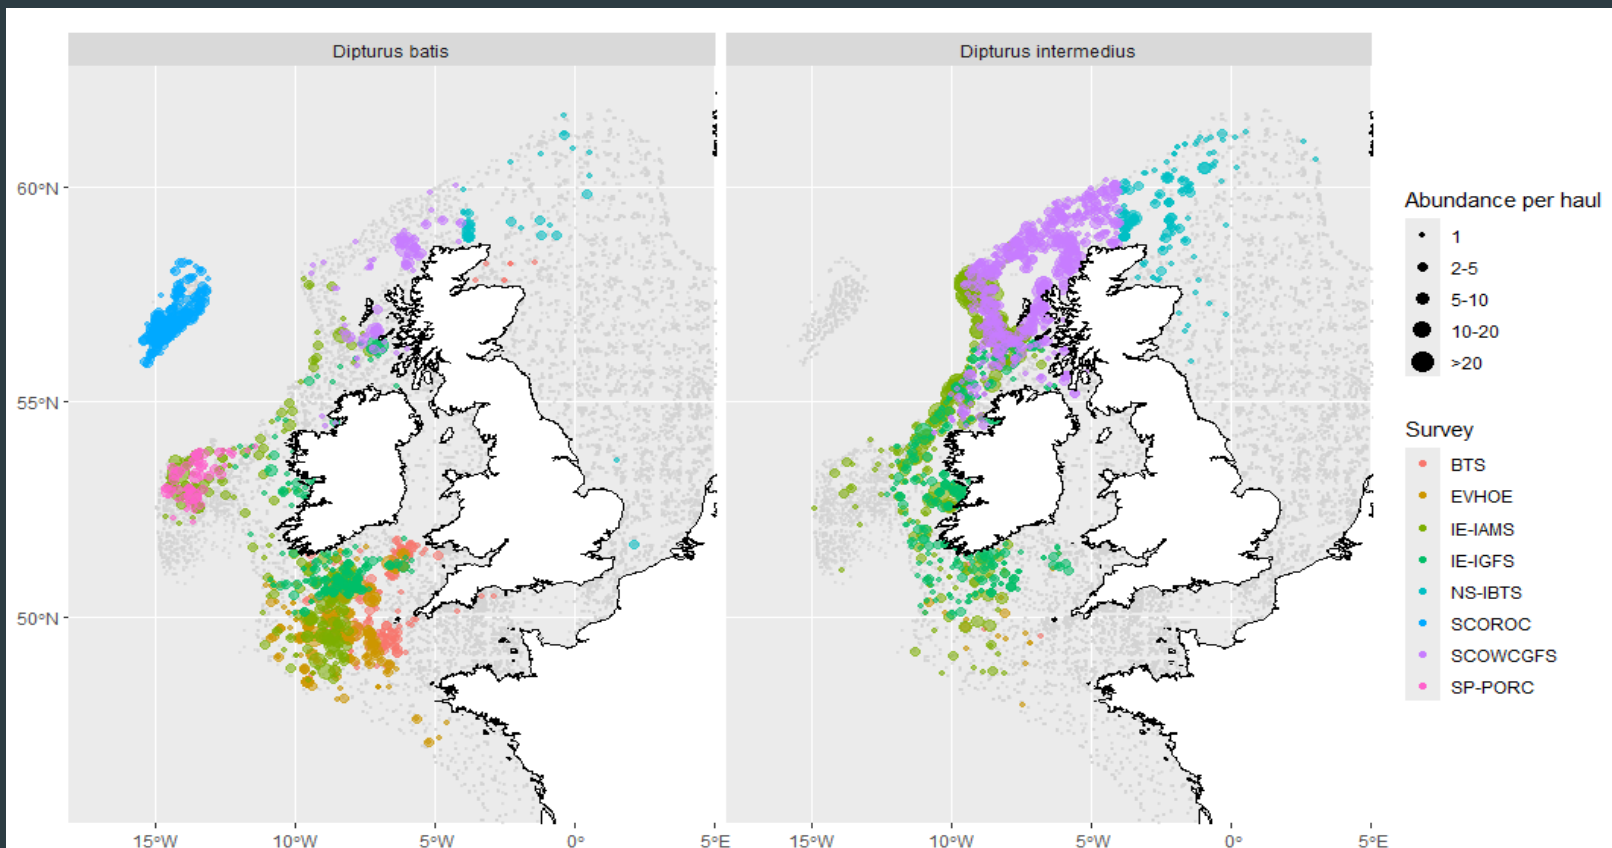 Dipturus batis
Dipturus intermedius
60°N
55°N
50°N
15°W
10°W
5°W
0°
5°E
15°W
10°W
5°W
0°
5°E
Abundance per haul
1
2-5
5-10
10-20
>20
Survey
BTS
EVHOE
IE-IAMS
IE-IGFS
NS-IBTS
SCOROC
SCOWCGFS
SP-PORC